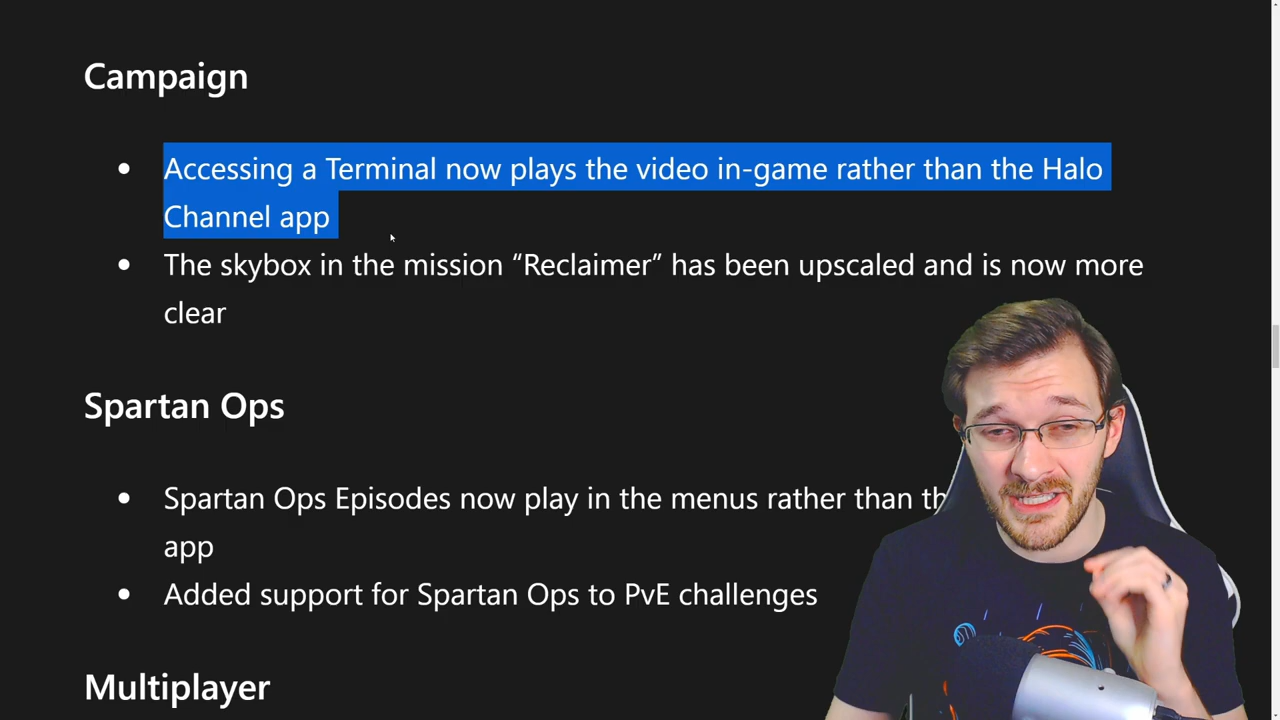 Campaign
Accessing a Terminal now plays the video in-game rather than the Halo
Channel app
The skybox in the mission “Reclaimer” has been upscaled and is now more
clear
Spartan Ops
Spartan Ops Episodes now play in the menus rather than
app
Added support for Spartan Ops to PvE challenges
Multiplayer